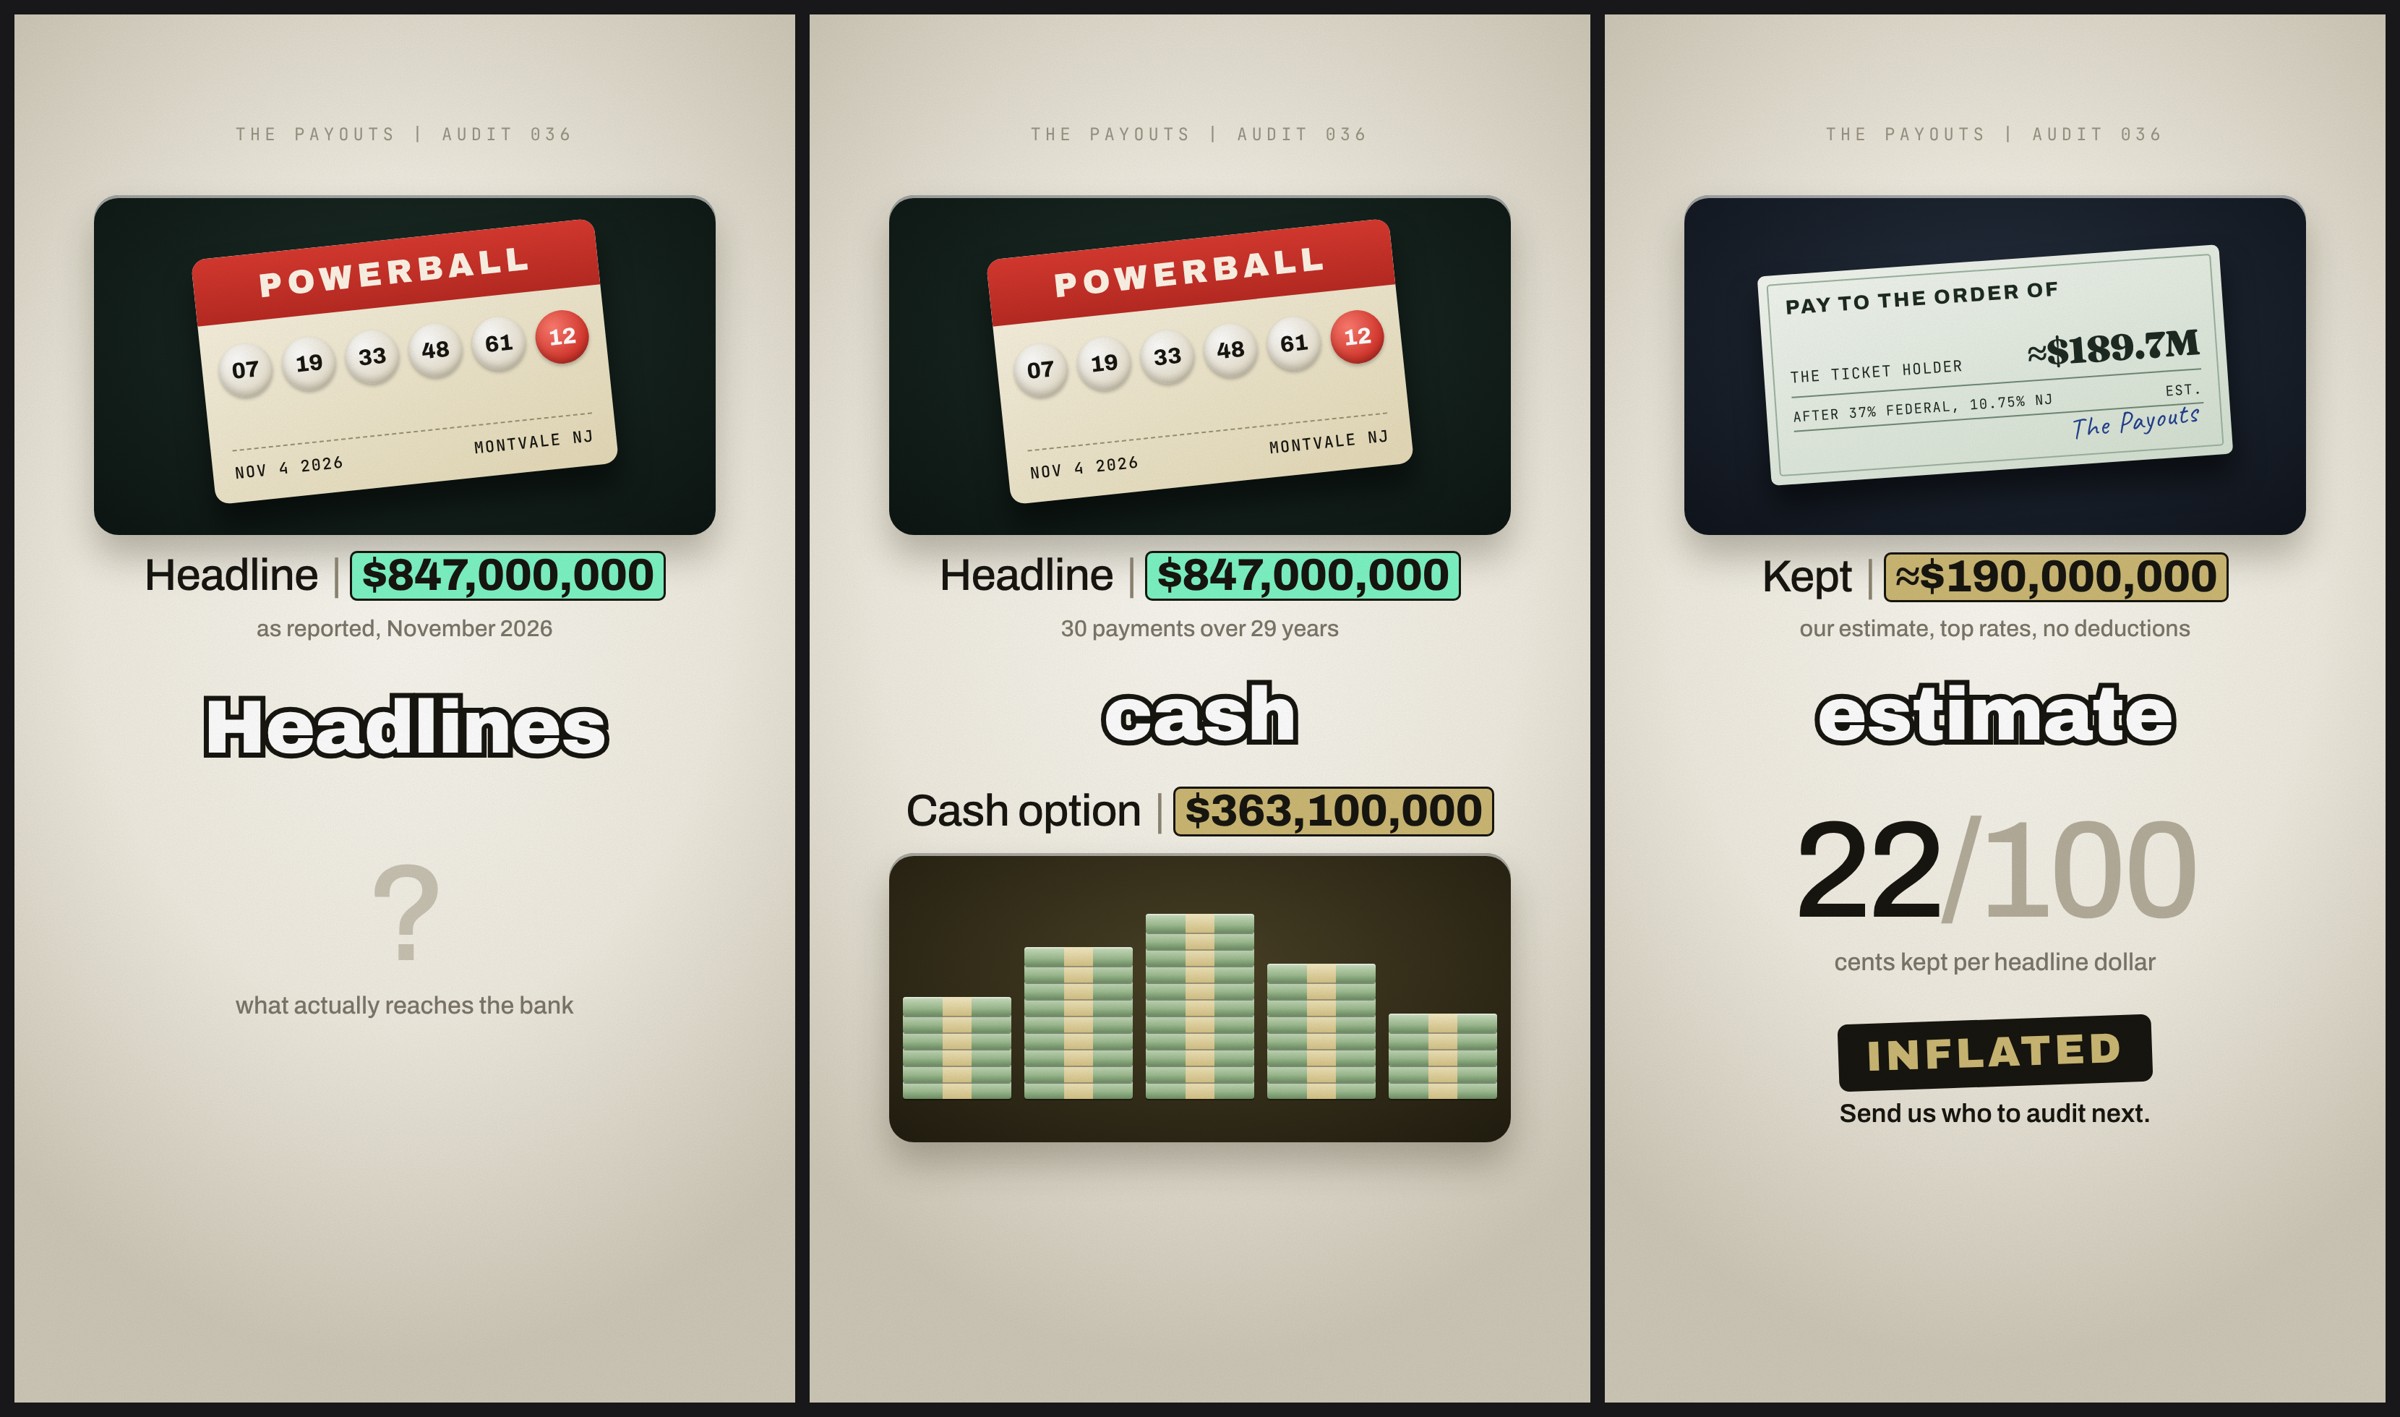 THE PAYOUTS | AUDIT 036
POWERBALL
07 19 33 48 61 12
NOV 4 2026 MONTVALE NJ
Headline | $847,000,000
as reported, November 2026
Headlines
?
what actually reaches the bank
THE PAYOUTS | AUDIT 036
POWERBALL
07 19 33 48 61 12
NOV 4 2026 MONTVALE NJ
Headline | $847,000,000
30 payments over 29 years
cash
Cash option | $363,100,000
THE PAYOUTS | AUDIT 036
PAY TO THE ORDER OF
THE TICKET HOLDER ≈$189.7M
AFTER 37% FEDERAL, 10.75% NJ EST.
The Payouts
Kept | ≈$190,000,000
our estimate, top rates, no deductions
estimate
22/100
cents kept per headline dollar
INFLATED
Send us who to audit next.